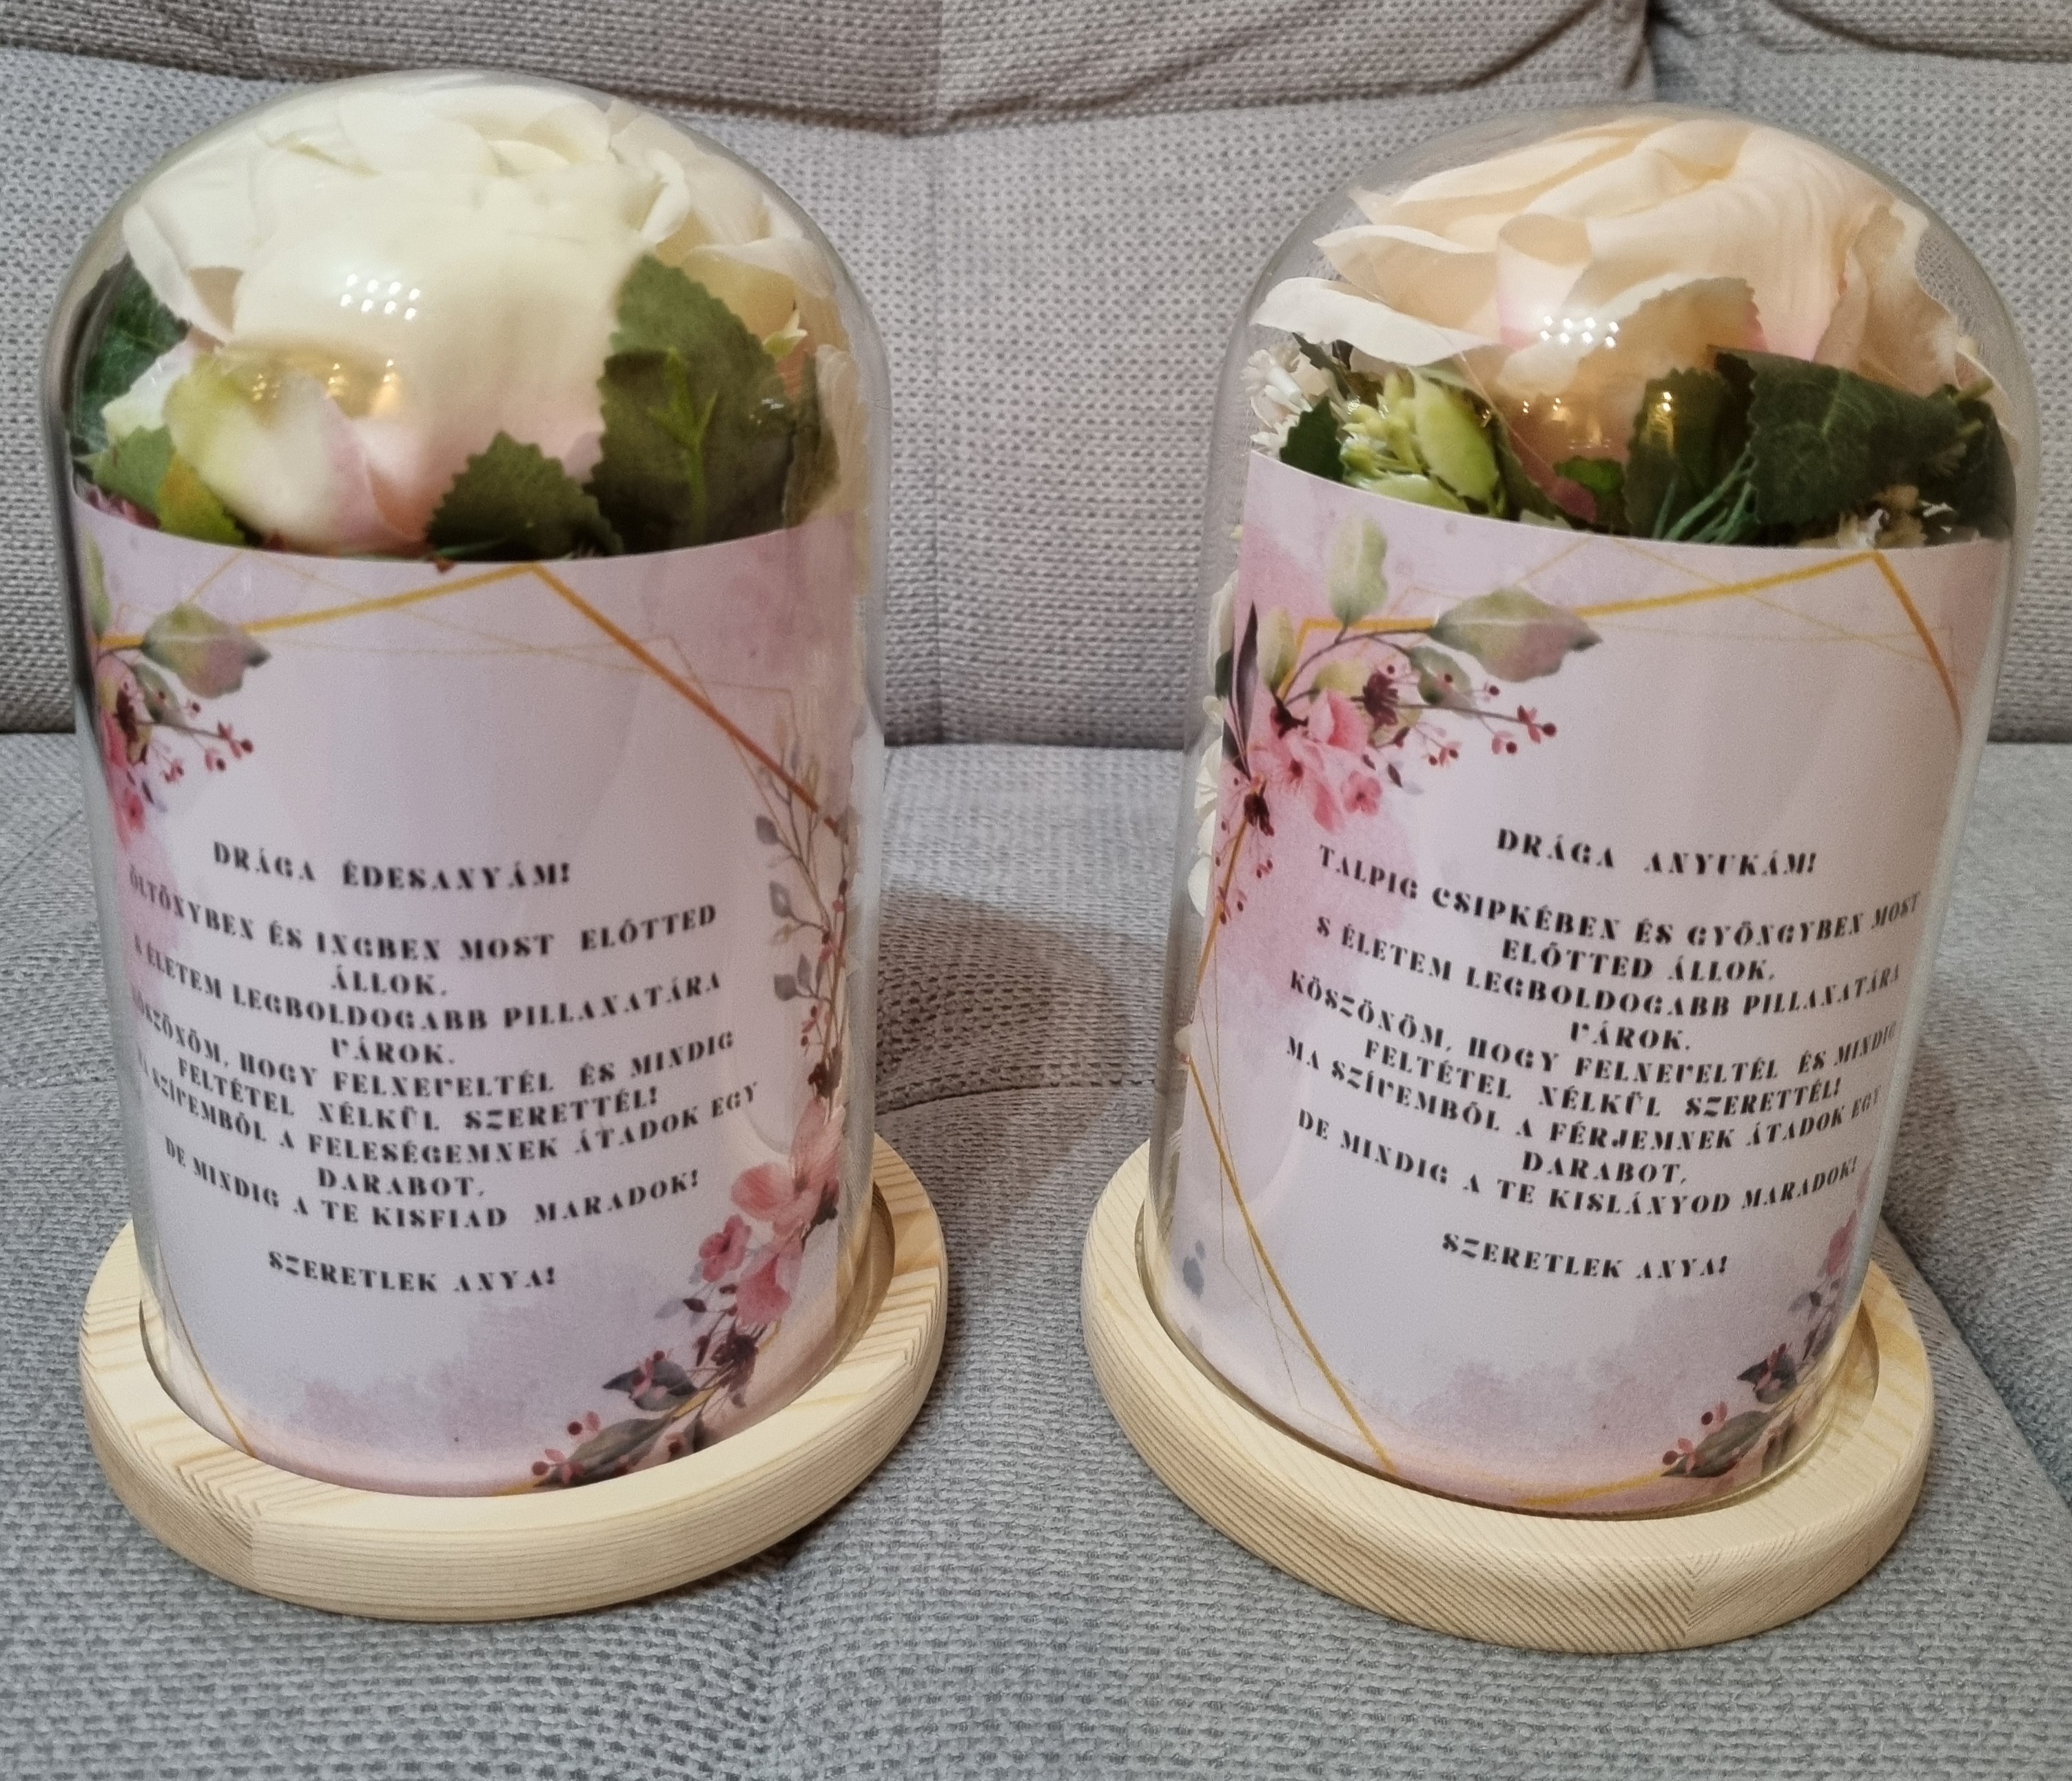 DRÁGA ÉDESANYÁM!
ÖLTÖNYBEN ÉS INGBEN MOST ELŐTTED
ÁLLOK.
S ÉLETEM LEGBOLDOGABB PILLANATÁRA
VÁROK.
KÖSZÖNÖM, HOGY FELNEVELTÉL ÉS MINDIG
FELTÉTEL NÉLKÜL SZERETTÉL!
MA SZÍVEMBŐL A FELESÉGEMNEK ÁTADOK EGY
DARABOT,
DE MINDIG A TE KISFIAD MARADOK!
SZERETLEK ANYA!
DRÁGA ANYUKÁM!
TALPIG CSIPKÉBEN ÉS GYÖNGYBEN MOST
ELŐTTED ÁLLOK,
S ÉLETEM LEGBOLDOGABB PILLANATÁRA
VÁROK.
KÖSZÖNÖM, HOGY FELNEVELTÉL ÉS MINDIG
FELTÉTEL NÉLKÜL SZERETTÉL!
MA SZÍVEMBŐL A FÉRJEMNEK ÁTADOK EGY
DARABOT,
DE MINDIG A TE KISLÁNYOD MARADOK!
SZERETLEK ANYA!